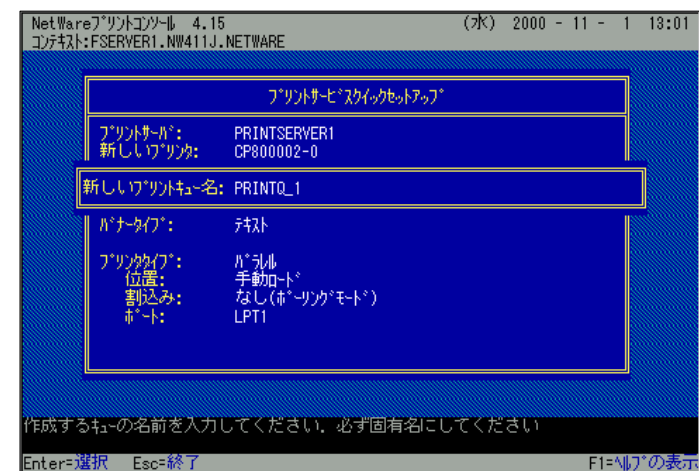 NetWareﾌﾟﾘﾝﾄｺﾝｿｰﾙ 4.15 (水) 2000 - 11 - 1 13:01
ｺﾝﾃｷｽﾄ:FSERVER1.NW411J.NETWARE
ﾌﾟﾘﾝﾄｻｰﾋﾞｽｸｲｯｸｾｯﾄｱｯﾌﾟ
ﾌﾟﾘﾝﾄｻｰﾊﾞ: PRINTSERVER1
新しいﾌﾟﾘﾝﾀ: CP800002-0
新しいﾌﾟﾘﾝﾄｷｭｰ名: PRINTQ_1
ﾊﾞﾅｰﾀｲﾌﾟ: ﾃｷｽﾄ
ﾌﾟﾘﾝﾀﾀｲﾌﾟ: ﾊﾟﾗﾚﾙ
位置: 手動ﾛｰﾄﾞ
割込み: なし(ﾎﾟｰﾘﾝｸﾞﾓｰﾄﾞ)
ﾎﾟｰﾄ: LPT1
作成するｷｭｰの名前を入力してください. 必ず固有名にしてください
Enter=選択 Esc=終了 F1=ﾍﾙﾌﾟの表示